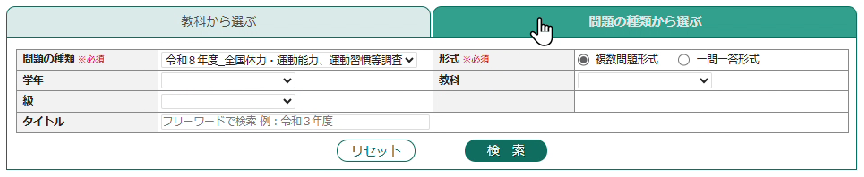 教科から選ぶ 問題の種類から選ぶ
問題の種類 ※必須 令和８年度_全国体力・運動能力、運動習慣等調査 形式 ※必須 複数問題形式 一問一答形式
学年 教科
級
タイトル フリーワードで検索 例：令和３年度
リセット 検 索